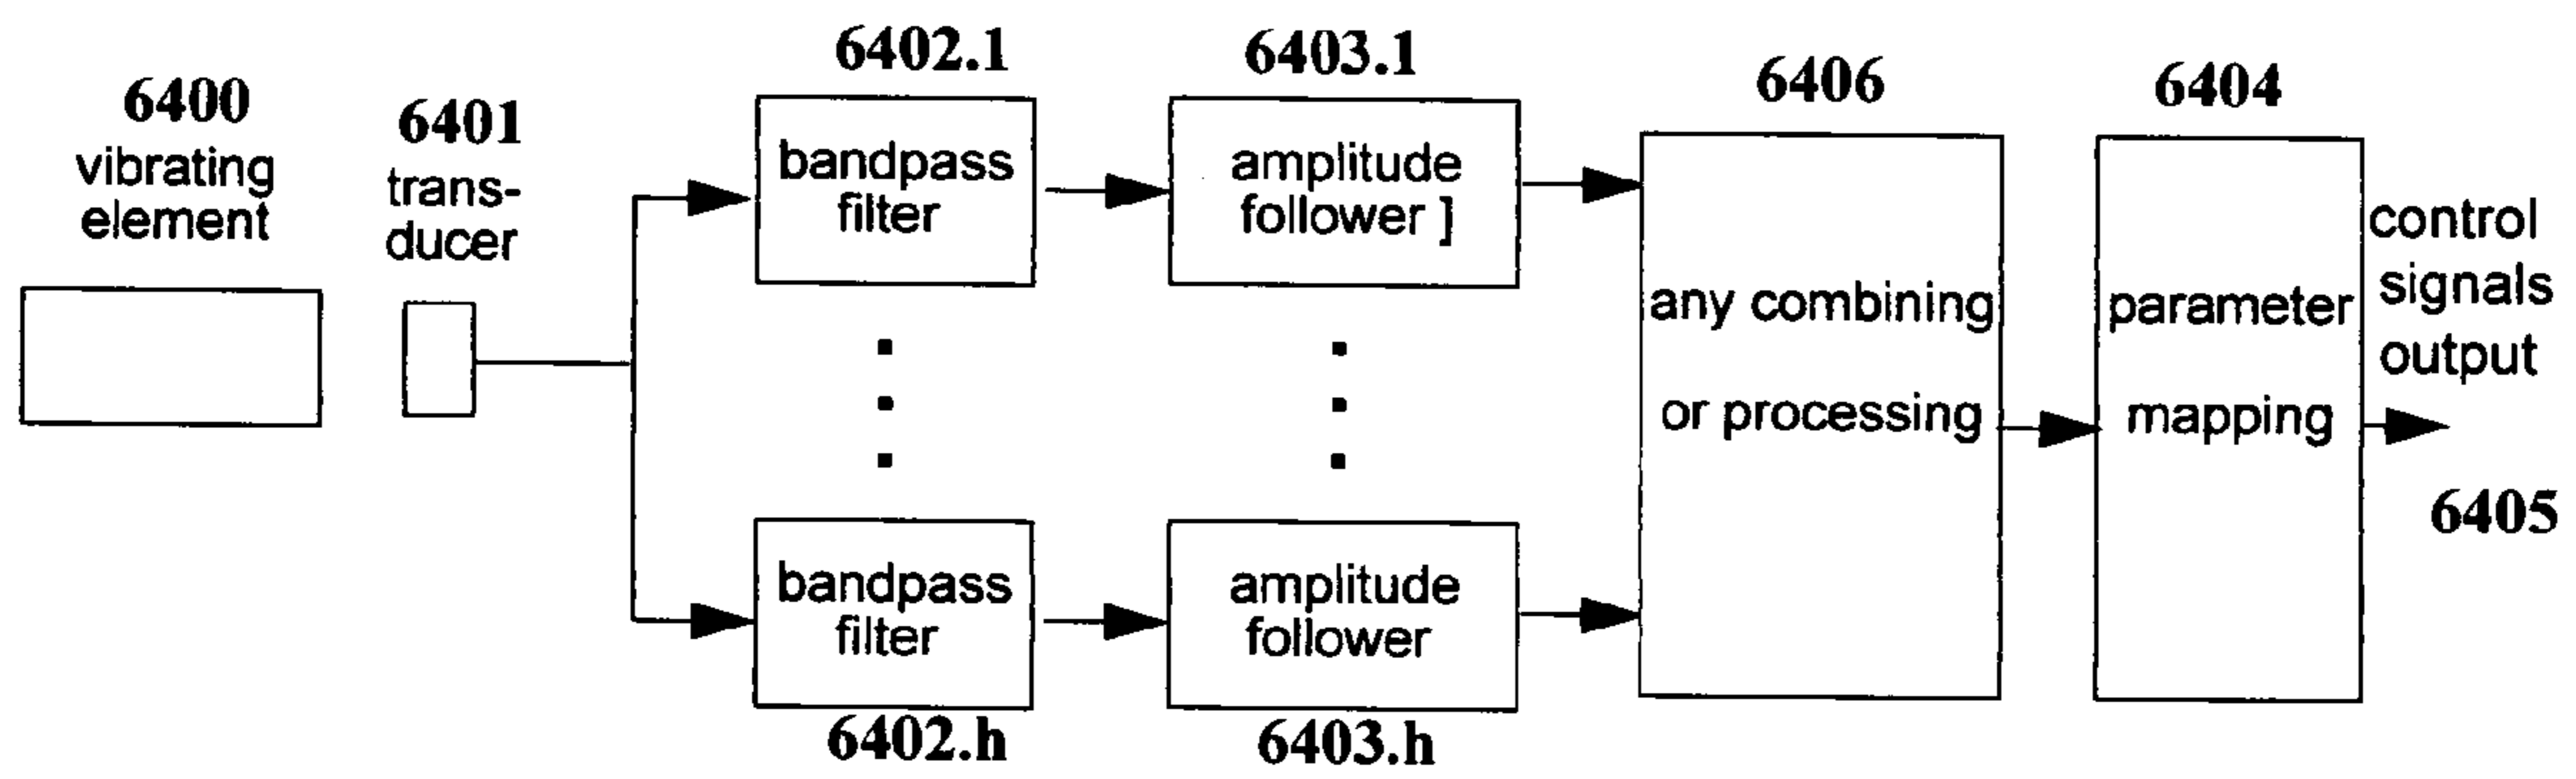 6400
vibrating
element
6401
trans-
ducer
6402.1
bandpass
filter
6403.1
amplitude
follower ]
6406
any combining
or processing
6404
parameter
mapping
control
signals
output
6405
bandpass
filter
6402.h
amplitude
follower
6403.h